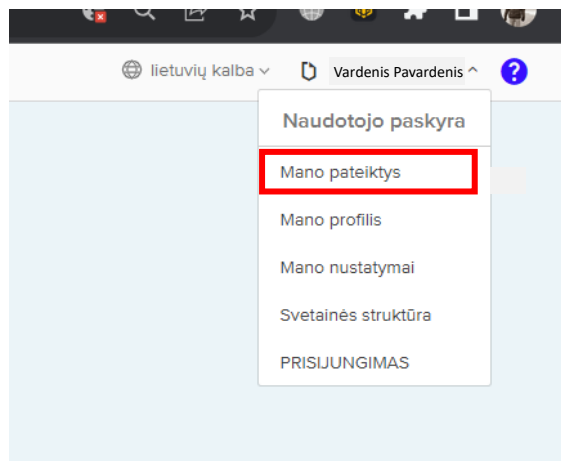 lietuvių kalba Vardenis Pavardenis ?
Naudotojo paskyra
Mano pateiktys
Mano profilis
Mano nustatymai
Svetainės struktūra
PRISIJUNGIMAS